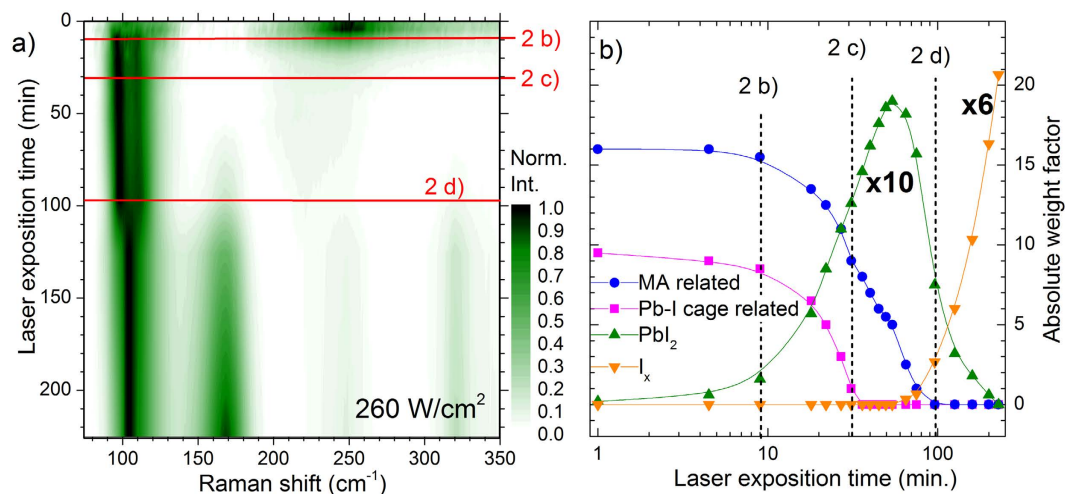 a)
0
50
100
150
200
Laser exposition time (min)
100
150
200
250
300
350
Raman shift (cm⁻¹)
260 W/cm²
2 b)
2 c)
2 d)
Norm.
Int.
1.0
0.9
0.8
0.7
0.6
0.5
0.4
0.3
0.2
0.1
0.0
b)
2 b)
2 c)
2 d)
x6
x10
MA related
Pb-I cage related
PbI₂
Iₓ
1
10
100
Laser exposition time (min.)
20
15
10
5
0
Absolute weight factor